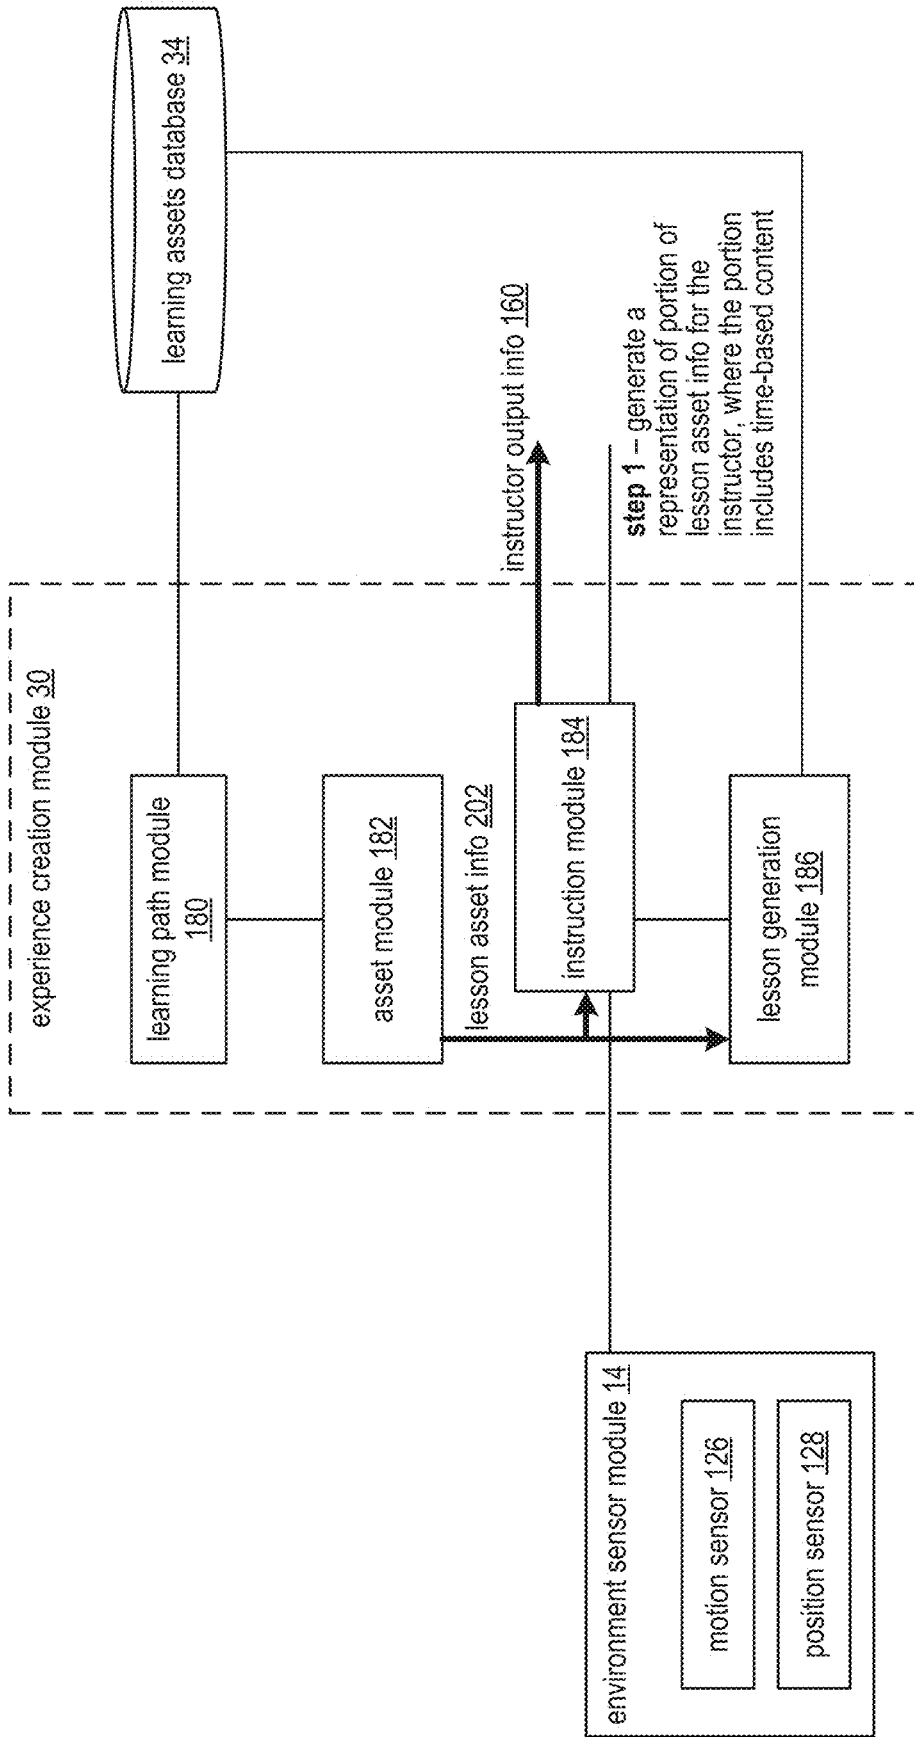 experience creation module 30
learning path module
180
learning assets database 34
asset module 182
lesson asset info 202
instructor output info 160
instruction module 184
step 1 – generate a
representation of portion of
lesson asset info for the
instructor, where the portion
includes time-based content
environment sensor module 14
motion sensor 126
position sensor 128
lesson generation
module 186